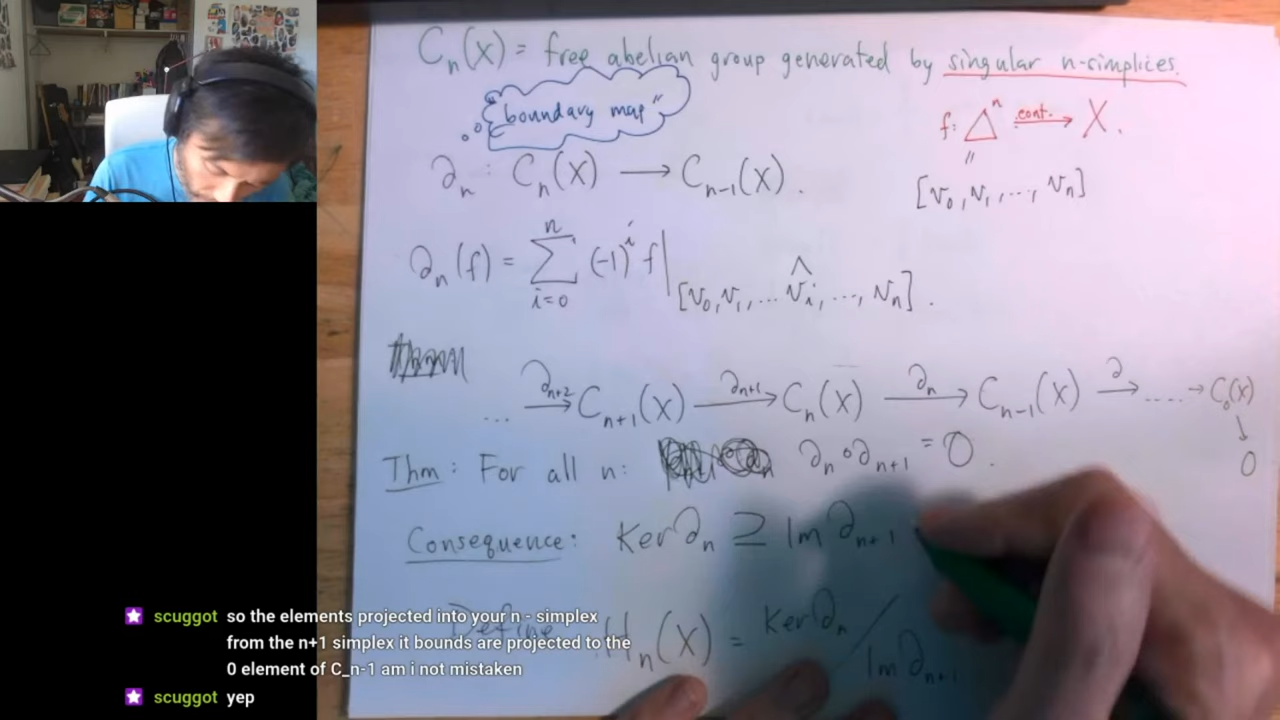 Cₙ(X) = free abelian group generated by singular n-simplices.
"boundary map"
f: Δⁿ cont.→ X.
"
[v₀, v₁, ..., vₙ]
∂ₙ : Cₙ(X) → Cₙ₋₁(X).
∂ₙ(f) = Σⁿᵢ₌₀ (-1)ⁱ f|[v₀, v₁, ... v̂ᵢ, ..., vₙ].
... ∂ₙ₊₂→ Cₙ₊₁(X) ∂ₙ₊₁→ Cₙ(X) ∂ₙ→ Cₙ₋₁(X) ∂→ ..... → C₀(X)
↓
0
Thm: For all n: ∂ₙ∘∂ₙ₊₁ = 0.
Consequence: Ker ∂ₙ ⊇ Im ∂ₙ₊₁
Define Hₙ(X) = Ker ∂ₙ / Im ∂ₙ₊₁
scuggot so the elements projected into your n - simplex
from the n+1 simplex it bounds are projected to the
0 element of C_n-1 am i not mistaken
scuggot yep